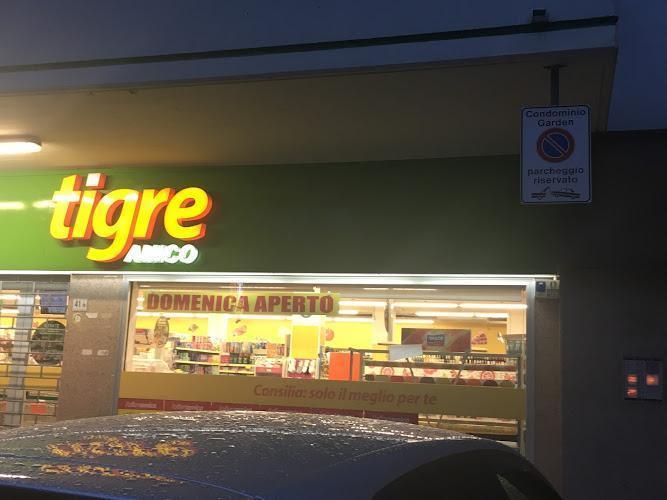 Condominio
Garden
parcheggio
riservato
tigre
AMICO
DOMENICA APERTO
Consilia: solo il meglio per te